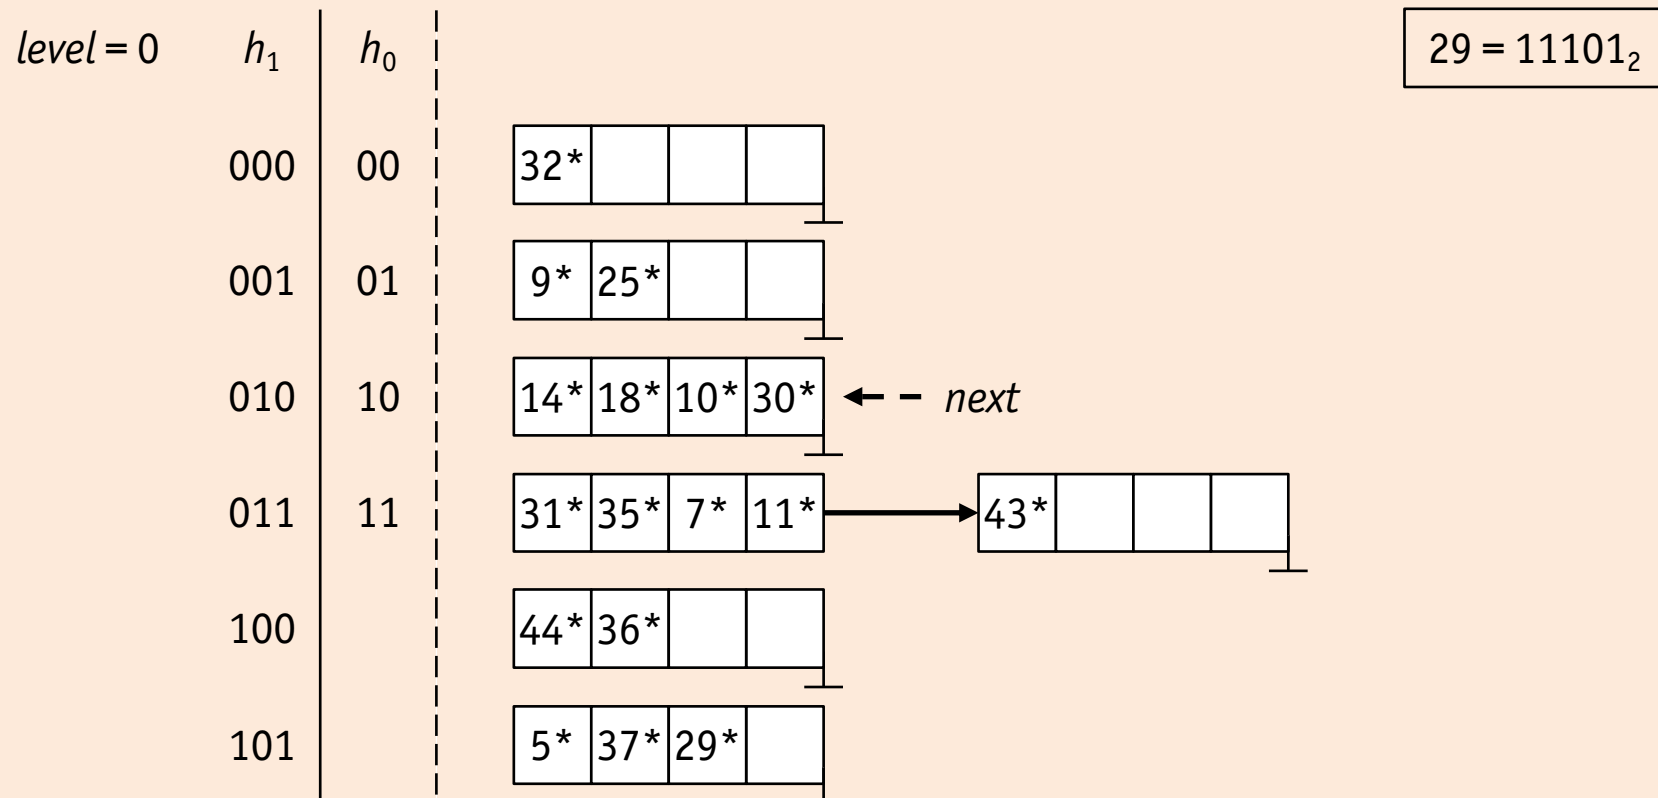 level = 0 h₁ h₀ 29 = 11101₂
000 00 32*
001 01 9* 25*
010 10 14* 18* 10* 30* next
011 11 31* 35* 7* 11* 43*
100 44* 36*
101 5* 37* 29*